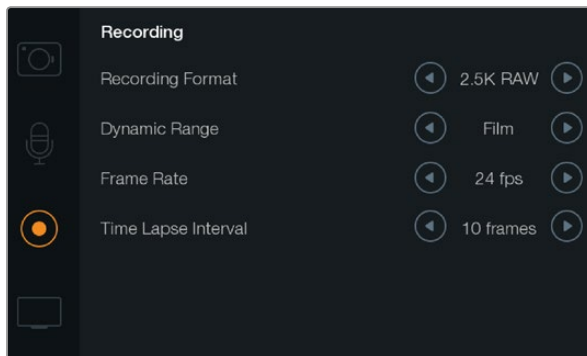 Recording
Recording Format 2.5K RAW
Dynamic Range Film
Frame Rate 24 fps
Time Lapse Interval 10 frames